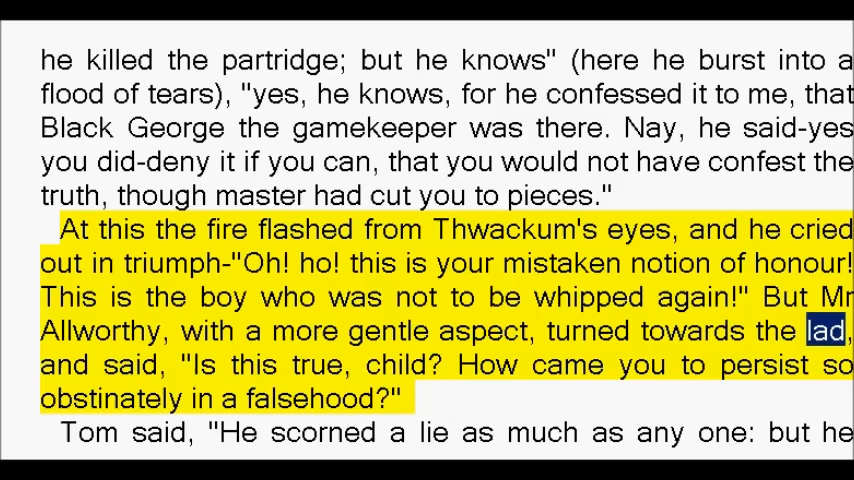 he killed the partridge; but he knows" (here he burst into a
flood of tears), "yes, he knows, for he confessed it to me, that
Black George the gamekeeper was there. Nay, he said-yes
you did-deny it if you can, that you would not have confest the
truth, though master had cut you to pieces."
At this the fire flashed from Thwackum's eyes, and he cried
out in triumph-"Oh! ho! this is your mistaken notion of honour!
This is the boy who was not to be whipped again!" But Mr
Allworthy, with a more gentle aspect, turned towards the lad,
and said, "Is this true, child? How came you to persist so
obstinately in a falsehood?"
Tom said, "He scorned a lie as much as any one: but he